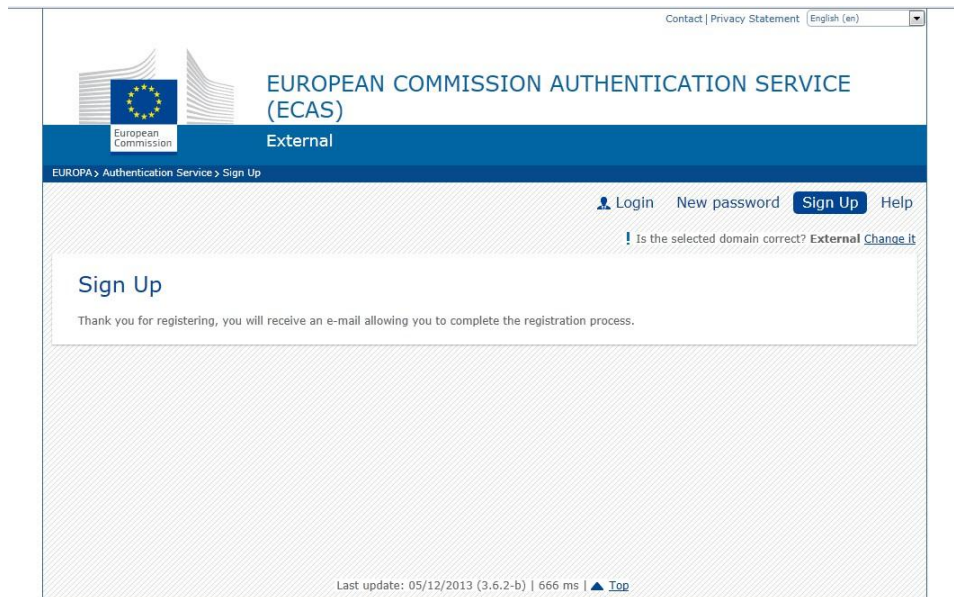 Contact | Privacy Statement English (en)
EUROPEAN COMMISSION AUTHENTICATION SERVICE
(ECAS)
European
Commission
External
EUROPA > Authentication Service > Sign Up
Login New password Sign Up Help
! Is the selected domain correct? External Change it
Sign Up
Thank you for registering, you will receive an e-mail allowing you to complete the registration process.
Last update: 05/12/2013 (3.6.2-b) | 666 ms | Top